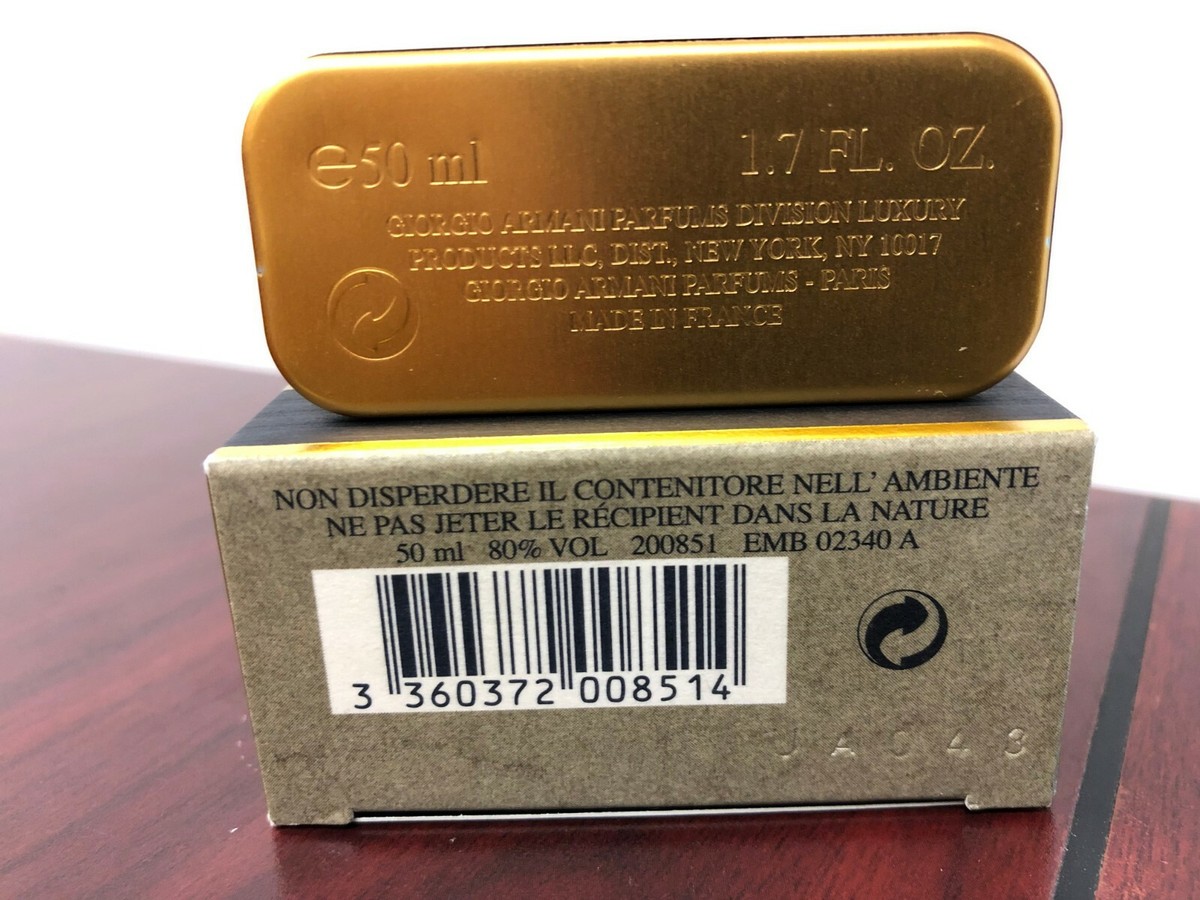 ℮50 ml 1.7 FL. OZ.
GIORGIO ARMANI PARFUMS DIVISION LUXURY
PRODUCTS LLC, DIST., NEW YORK, NY 10017
GIORGIO ARMANI PARFUMS - PARIS
MADE IN FRANCE
NON DISPERDERE IL CONTENITORE NELL' AMBIENTE
NE PAS JETER LE RÉCIPIENT DANS LA NATURE
50 ml 80% VOL 200851 EMB 02340 A
3 360372 008514
JA043